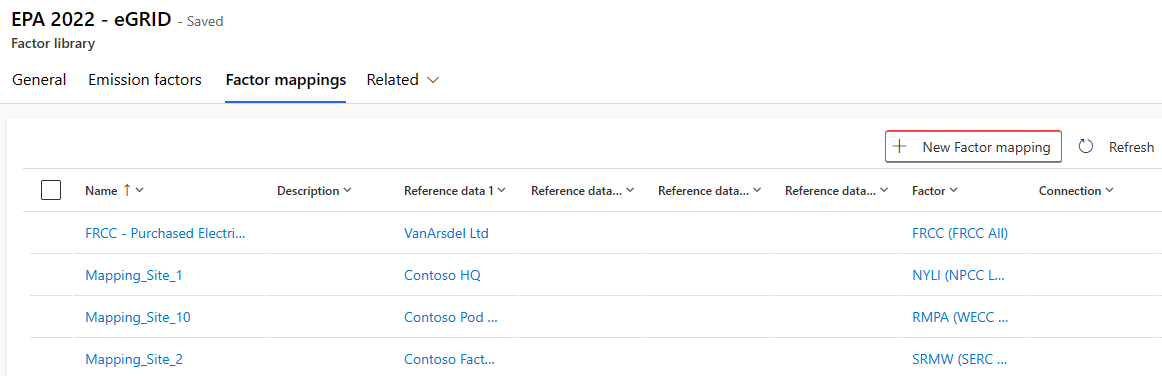 EPA 2022 - eGRID - Saved
Factor library
General Emission factors Factor mappings Related
New Factor mapping Refresh
Name Description Reference data 1 Reference data... Reference data... Reference data... Factor Connection
FRCC - Purchased Electri... VanArsdel Ltd FRCC (FRCC All)
Mapping_Site_1 Contoso HQ NYLI (NPCC L...
Mapping_Site_10 Contoso Pod ... RMPA (WECC ...
Mapping_Site_2 Contoso Fact... SRMW (SERC ...